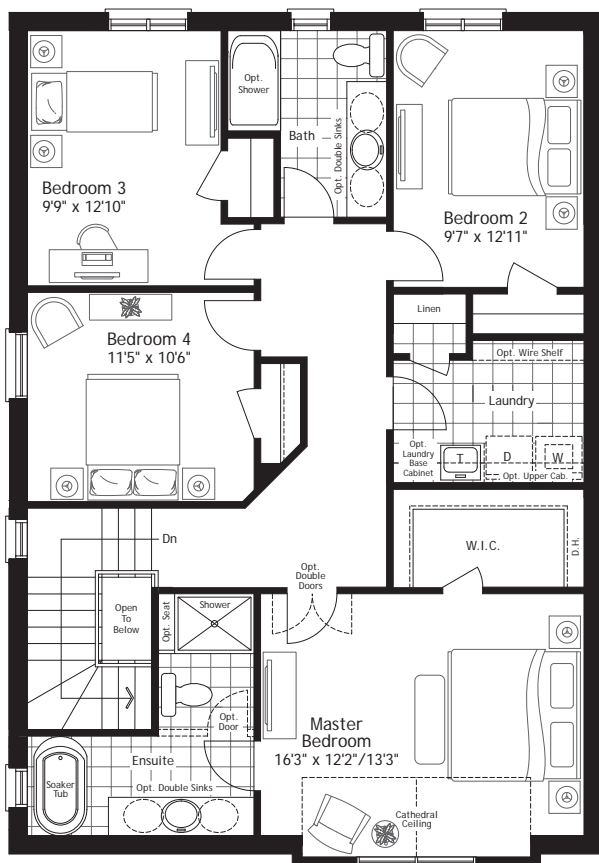 Opt.
Shower
Bath
Opt. Double Sinks
Bedroom 3
9'9" x 12'10"
Bedroom 2
9'7" x 12'11"
Linen
Bedroom 4
11'5" x 10'6"
Opt. Wire Shelf
Laundry
Opt.
Laundry
Base
Cabinet
T
D
W
Opt. Upper Cab.
Dn
W.I.C.
D.H.
Opt.
Double
Doors
Open
To
Below
Opt. Seat
Shower
Opt.
Door
Master
Bedroom
16'3" x 12'2"/13'3"
Ensuite
Opt. Double Sinks
Soaker
Tub
Cathedral
Ceiling